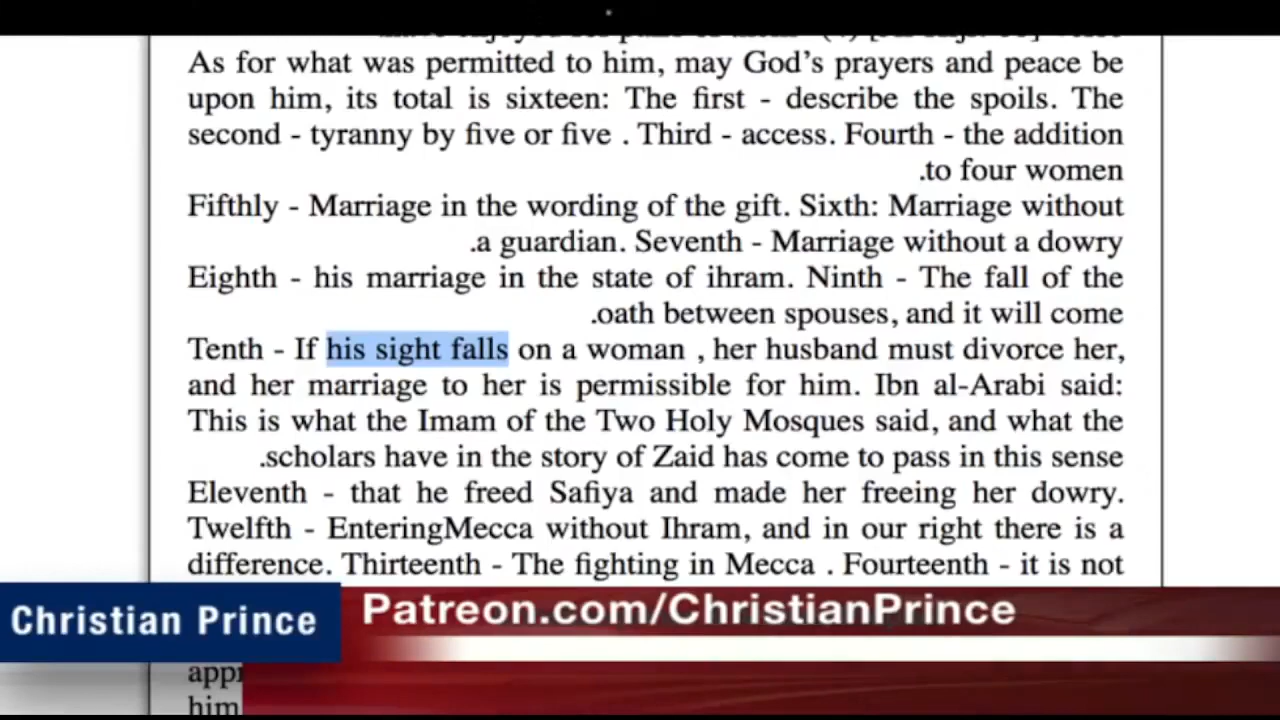 As for what was permitted to him, may God's prayers and peace be
upon him, its total is sixteen: The first - describe the spoils. The
second - tyranny by five or five . Third - access. Fourth - the addition
.to four women
Fifthly - Marriage in the wording of the gift. Sixth: Marriage without
.a guardian. Seventh - Marriage without a dowry
Eighth - his marriage in the state of ihram. Ninth - The fall of the
.oath between spouses, and it will come
Tenth - If his sight falls on a woman , her husband must divorce her,
and her marriage to her is permissible for him. Ibn al-Arabi said:
This is what the Imam of the Two Holy Mosques said, and what the
.scholars have in the story of Zaid has come to pass in this sense
Eleventh - that he freed Safiya and made her freeing her dowry.
Twelfth - EnteringMecca without Ihram, and in our right there is a
difference. Thirteenth - The fighting in Mecca . Fourteenth - it is not
Christian Prince
Patreon.com/ChristianPrince
him